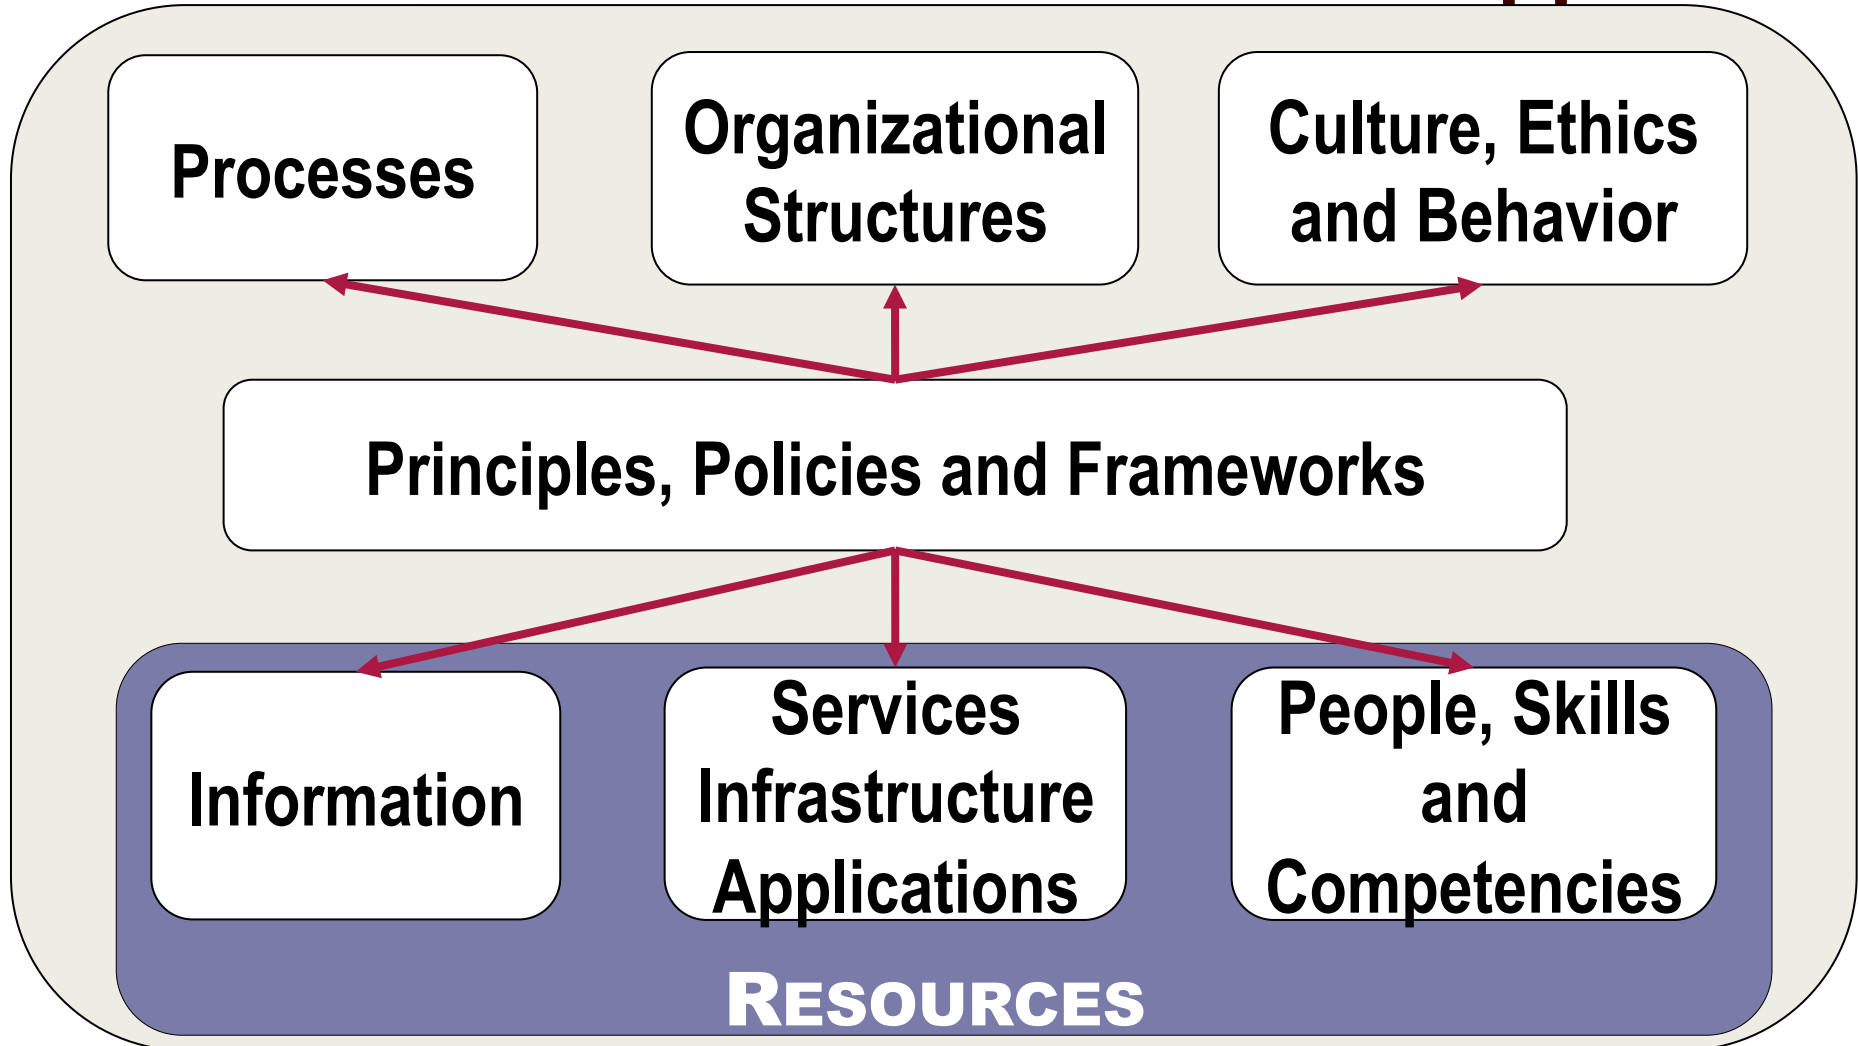 Processes
Organizational
Structures
Culture, Ethics
and Behavior
Principles, Policies and Frameworks
Information
Services
Infrastructure
Applications
People, Skills
and
Competencies
RESOURCES